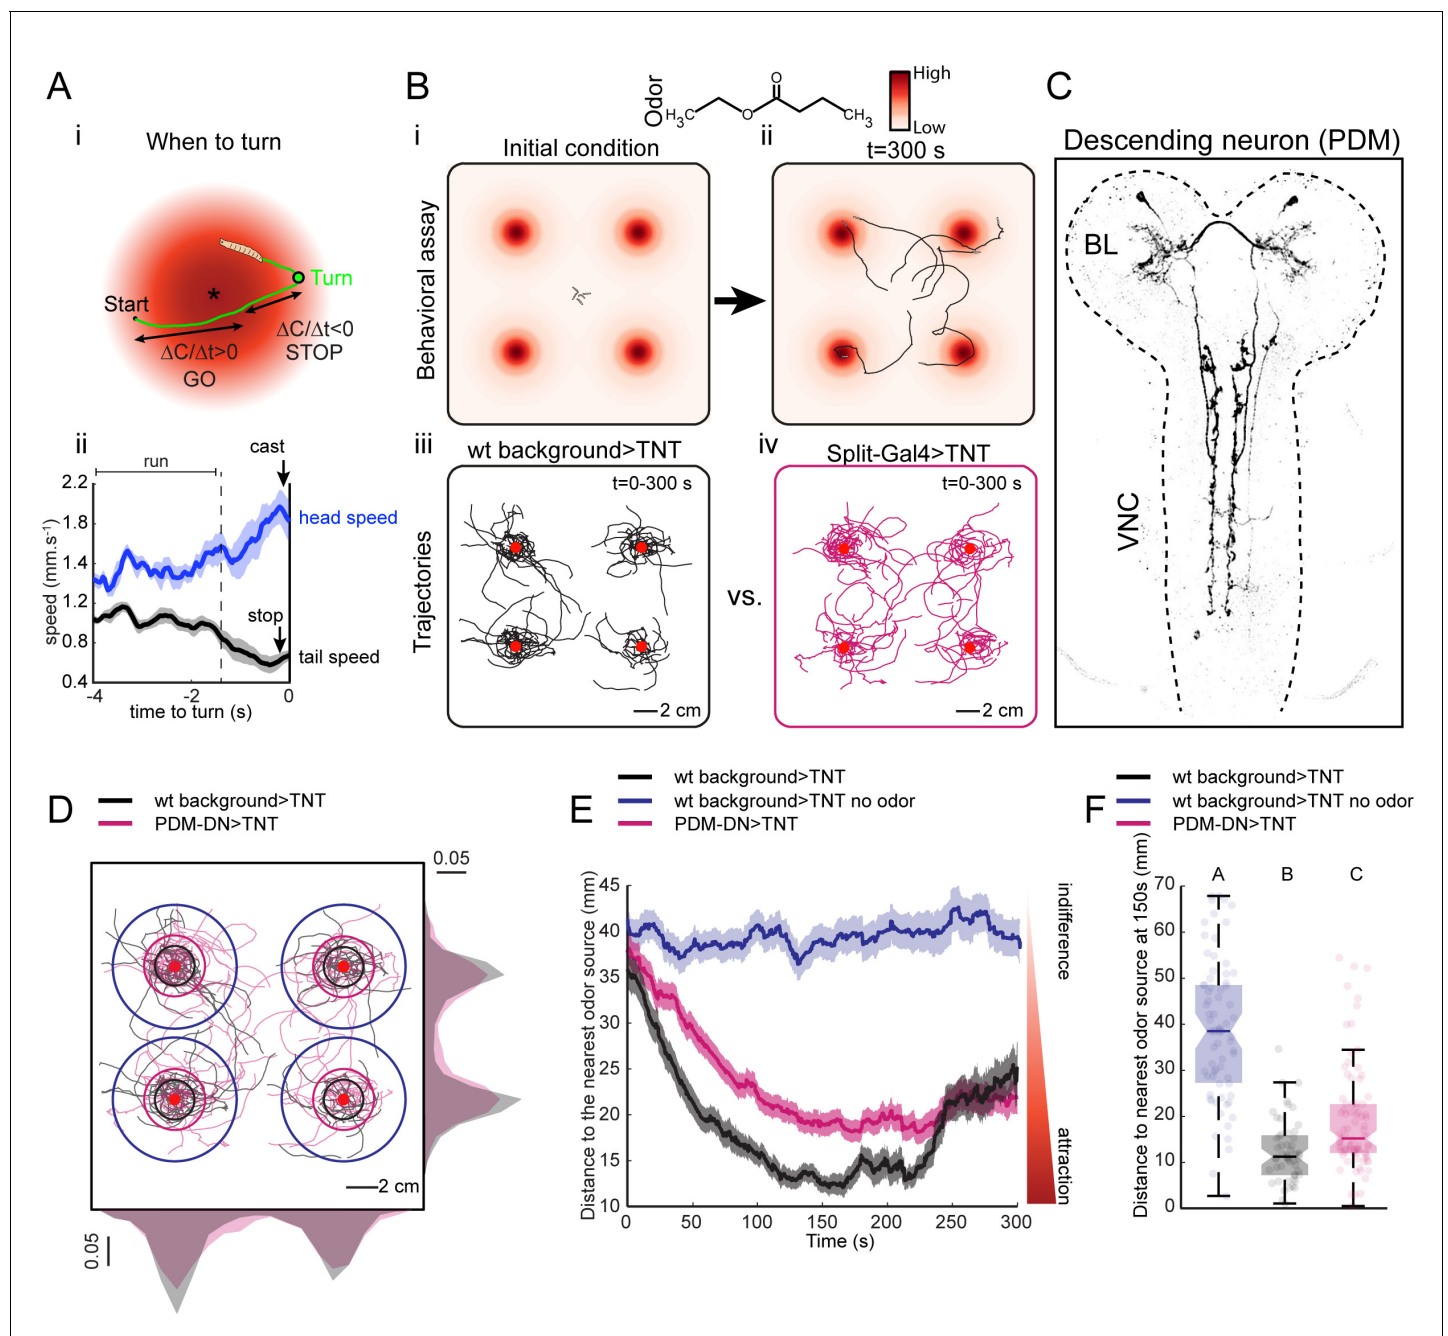 A
i
When to turn
Start
*
Turn
ΔC/Δt>0
GO
ΔC/Δt<0
STOP
ii
run
cast
2.2
1.8
1.4
1.2
0.8
0.4
speed (mm.s⁻¹)
head speed
stop
tail speed
-4
-2
0
time to turn (s)
B
Odor
H₃C
O
O
CH₃
High
Low
i
Initial condition
ii
t=300 s
Behavioral assay
iii
wt background>TNT
t=0-300 s
2 cm
Trajectories
vs.
iv
Split-Gal4>TNT
t=0-300 s
2 cm
C
Descending neuron (PDM)
BL
VNC
D
wt background>TNT
PDM-DN>TNT
0.05
2 cm
0.05
E
wt background>TNT
wt background>TNT no odor
PDM-DN>TNT
Distance to the nearest odor source (mm)
45
40
35
30
25
20
15
10
0
50
100
150
200
250
300
Time (s)
indifference
attraction
F
wt background>TNT
wt background>TNT no odor
PDM-DN>TNT
Distance to nearest odor source at 150s (mm)
A
B
C
70
60
50
40
30
20
10
0